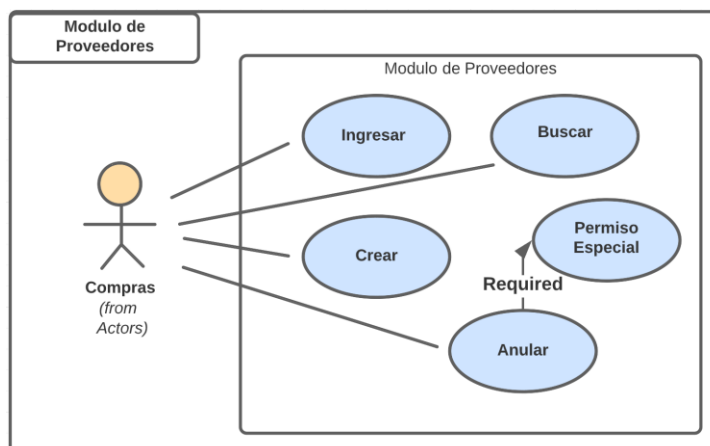 Modulo de
Proveedores
Modulo de Proveedores
Ingresar
Buscar
Crear
Permiso
Especial
Required
Anular
Compras
(from
Actors)